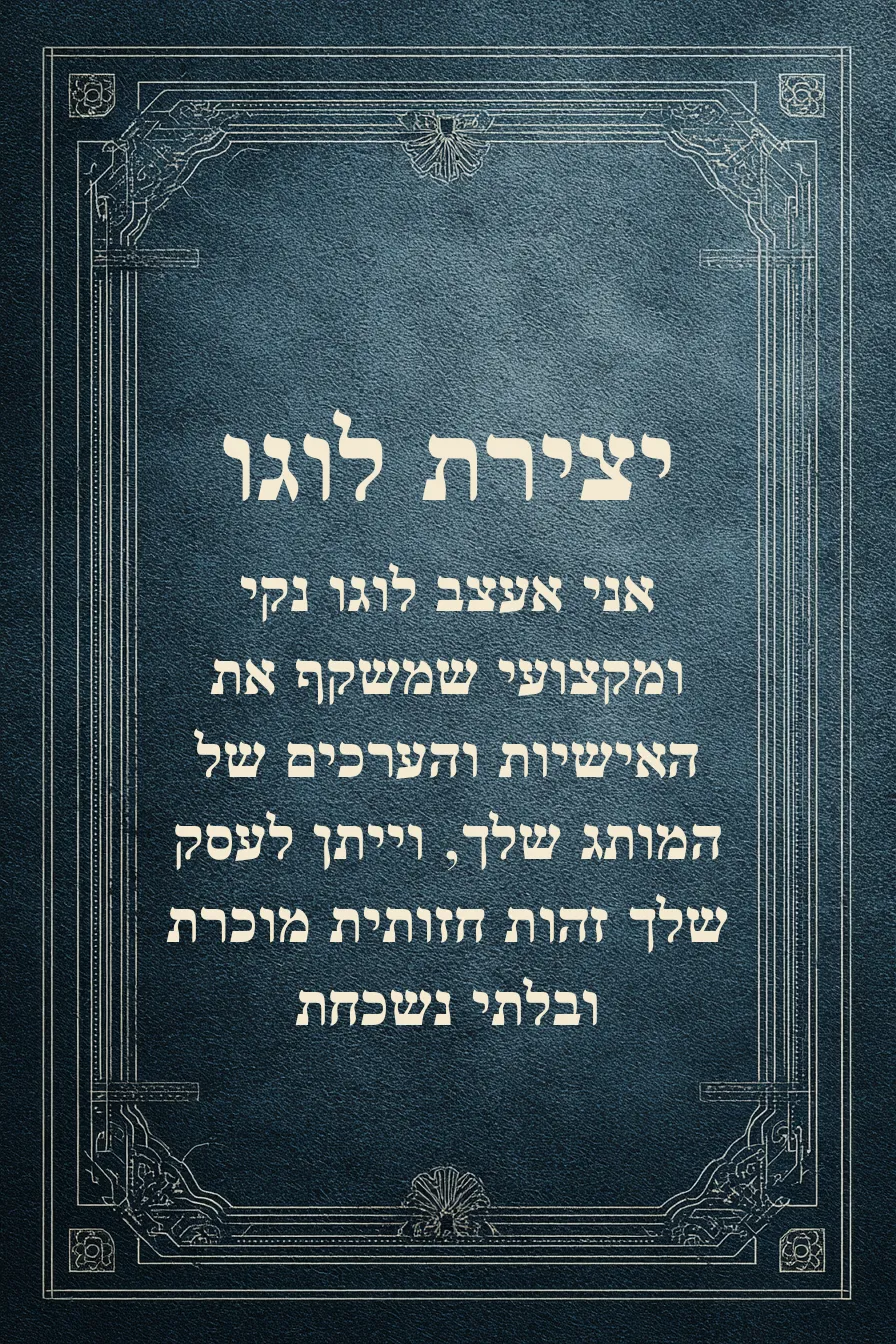 יצירת לוגו
אני אעצב לוגו נקי
ומקצועי שמשקף את
האישיות והערכים של
המותג שלך, וייתן לעסק
שלך זהות חזותית מוכרת
ובלתי נשכחת